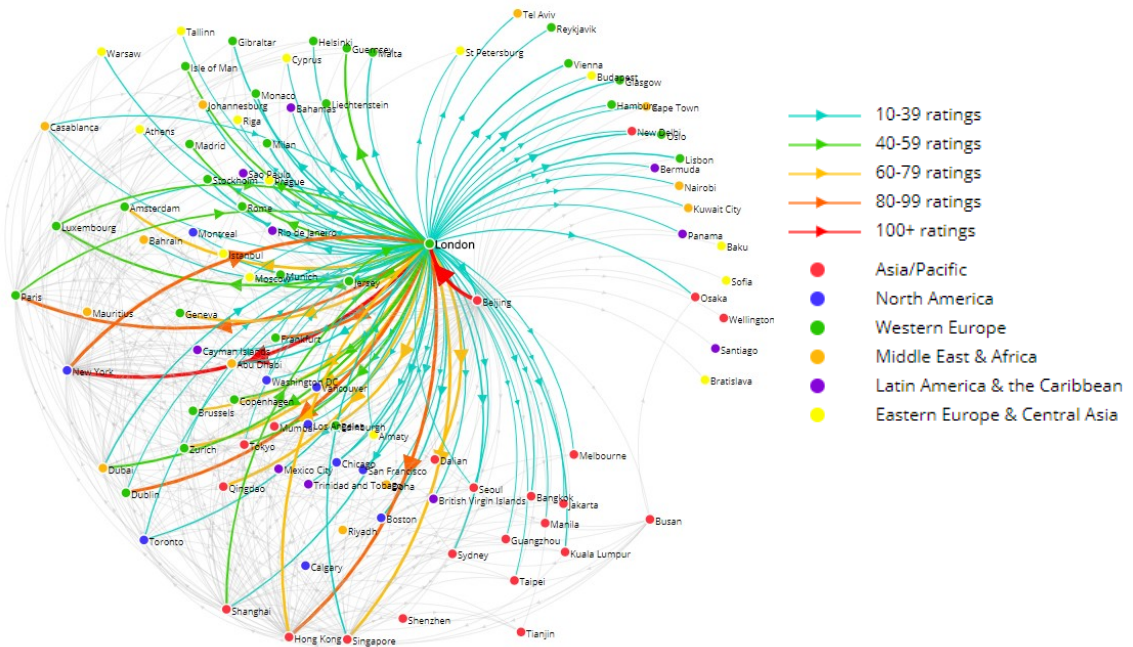 Tel Aviv
Reykjavik
Tallinn
Gibraltar
Helsinki
Guernsey
Malta
Warsaw
Cyprus
St Petersburg
Isle of Man
Vienna
Budapest
Glasgow
Monaco
Liechtenstein
Johannesburg
Bahamas
Hamburg
Cape Town
Casablanca
Athens
Riga
New Delhi
Oslo
Madrid
Milan
Lisbon
Bermuda
Sao Paulo
Stockholm
Prague
Nairobi
Amsterdam
Rome
Kuwait City
Luxembourg
Montreal
Rio de Janeiro
Panama
Bahrain
London
Baku
Istanbul
Moscow
Munich
Jersey
Sofia
Paris
Beijing
Osaka
Mauritius
Geneva
Wellington
Frankfurt
Cayman Islands
Santiago
Abu Dhabi
New York
Washington DC
Vancouver
Bratislava
Copenhagen
Brussels
Mumbai
Los Angeles
Edinburgh
Almaty
Zurich
Tokyo
Melbourne
Dubai
Mexico City
Chicago
San Francisco
Dalian
Dublin
Qingdao
Trinidad and Tobago
Doha
Seoul
British Virgin Islands
Bangkok
Jakarta
Boston
Manila
Busan
Riyadh
Toronto
Guangzhou
Sydney
Kuala Lumpur
Calgary
Taipei
Shanghai
Shenzhen
Hong Kong
Singapore
Tianjin
10-39 ratings
40-59 ratings
60-79 ratings
80-99 ratings
100+ ratings
Asia/Pacific
North America
Western Europe
Middle East & Africa
Latin America & the Caribbean
Eastern Europe & Central Asia